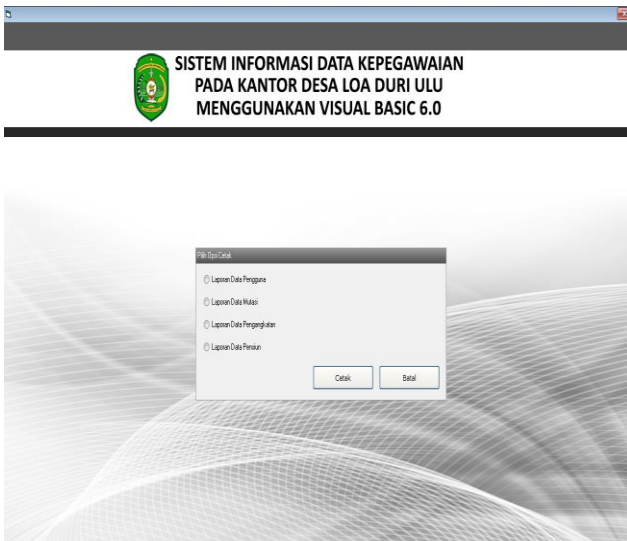 SISTEM INFORMASI DATA KEPEGAWAIAN
PADA KANTOR DESA LOA DURI ULU
MENGGUNAKAN VISUAL BASIC 6.0
Pilih Opsi Cetak
Laporan Data Pengguna
Laporan Data Mutasi
Laporan Data Pengangkatan
Laporan Data Pensiun
Cetak
Batal